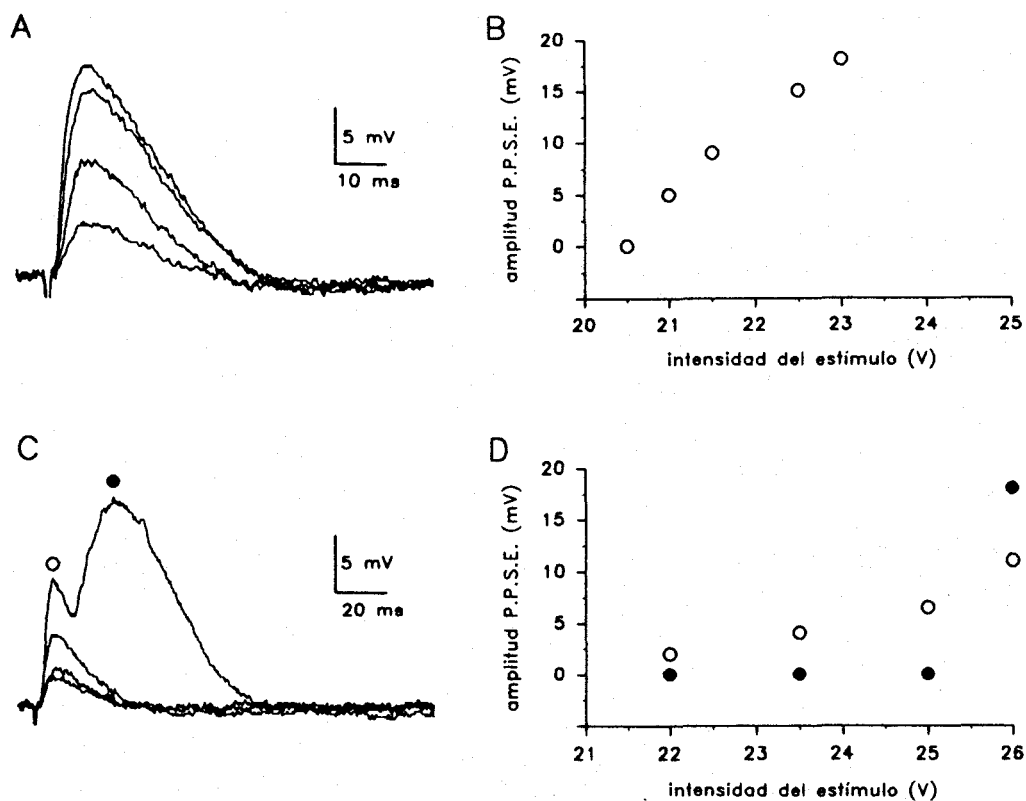 A
5 mV
10 ms
B
amplitud P.P.S.E. (mV)
20
15
10
5
0
20 21 22 23 24 25
intensidad del estímulo (V)
C
5 mV
20 ms
D
amplitud P.P.S.E. (mV)
20
15
10
5
0
21 22 23 24 25 26
intensidad del estímulo (V)